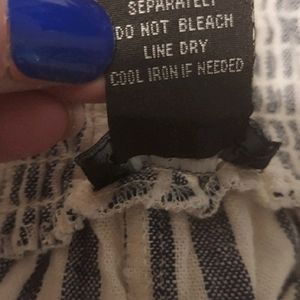 SEPARATELY
DO NOT BLEACH
LINE DRY
COOL IRON IF NEEDED